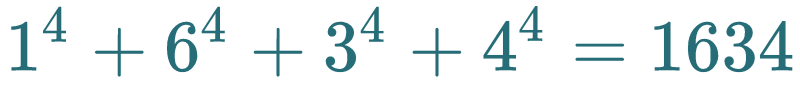 1⁴ + 6⁴ + 3⁴ + 4⁴ = 1634